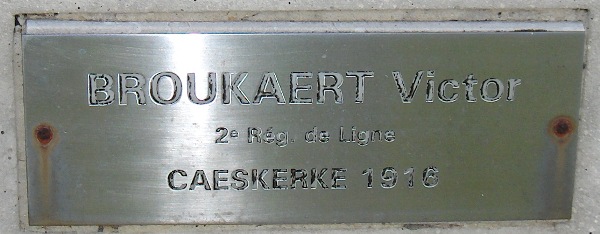 BROUKAERT Victor
2e Rég. de Ligne
CAESKERKE 1916